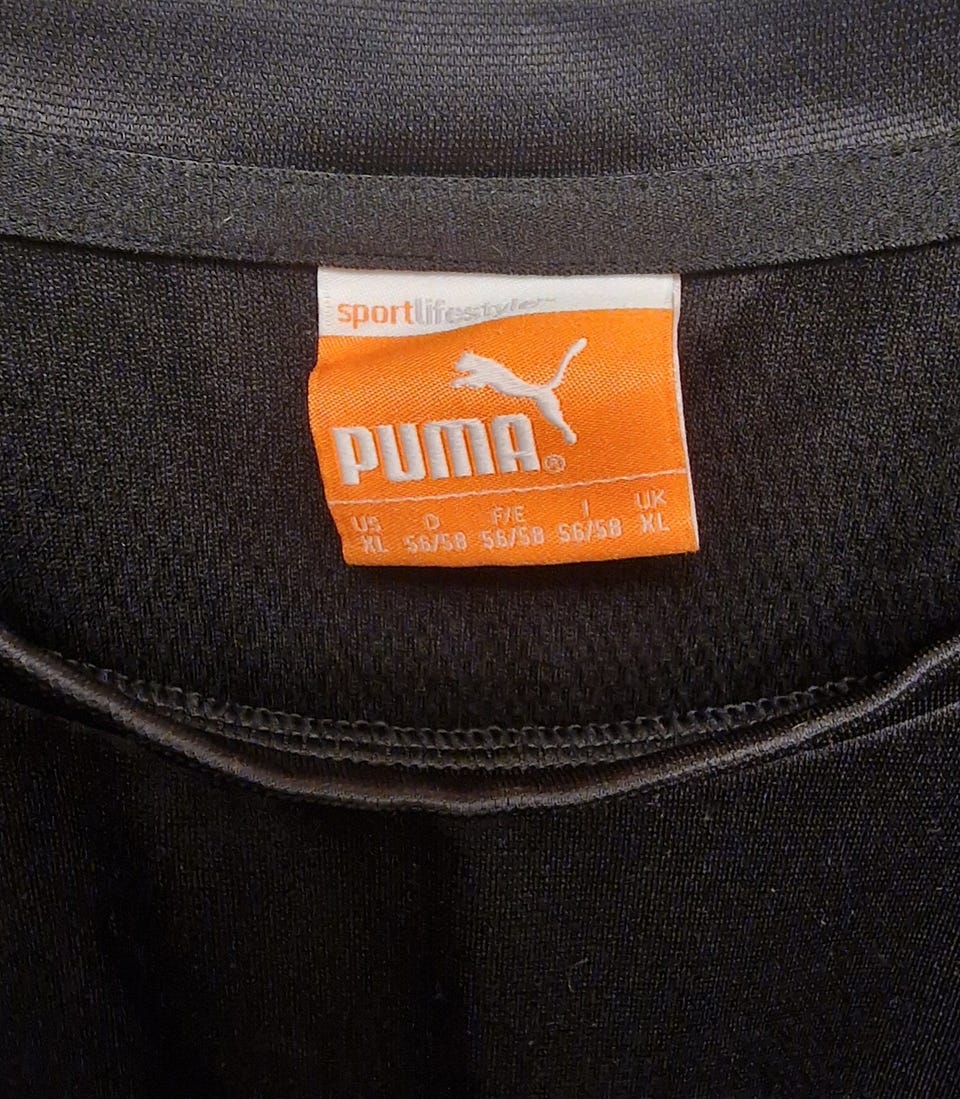 sportlifestyle
PUMA®
US D F/E I UK
XL 56/58 56/58 56/58 XL